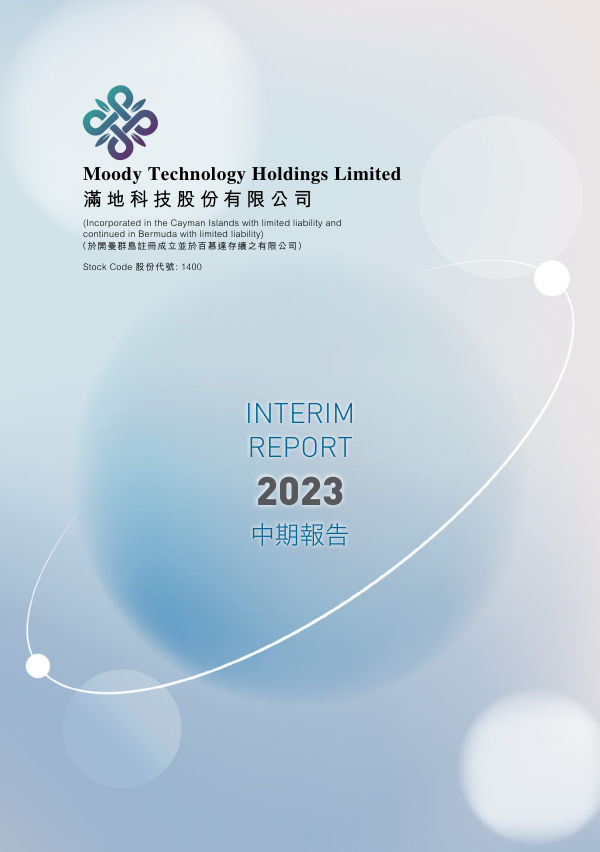 Moody Technology Holdings Limited
滿地科技股份有限公司
(Incorporated in the Cayman Islands with limited liability and
continued in Bermuda with limited liability)
(於開曼群島註冊成立並於百慕達存續之有限公司)
Stock Code 股份代號: 1400
INTERIM
REPORT
2023
中期報告